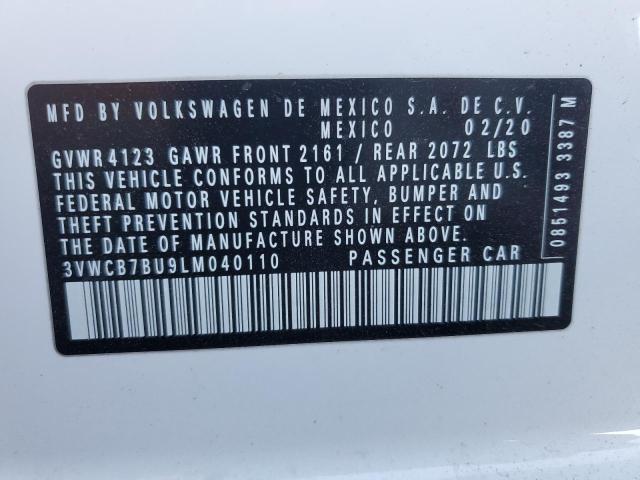 MFD BY VOLKSWAGEN DE MEXICO S.A. DE C.V.
MEXICO 02/20
GVWR 4123 GAWR FRONT 2161 / REAR 2072 LBS
THIS VEHICLE CONFORMS TO ALL APPLICABLE U.S.
FEDERAL MOTOR VEHICLE SAFETY, BUMPER AND
THEFT PREVENTION STANDARDS IN EFFECT ON
THE DATE OF MANUFACTURE SHOWN ABOVE.
3VWCB7BU9LM040110 PASSENGER CAR
0851493 3387 M